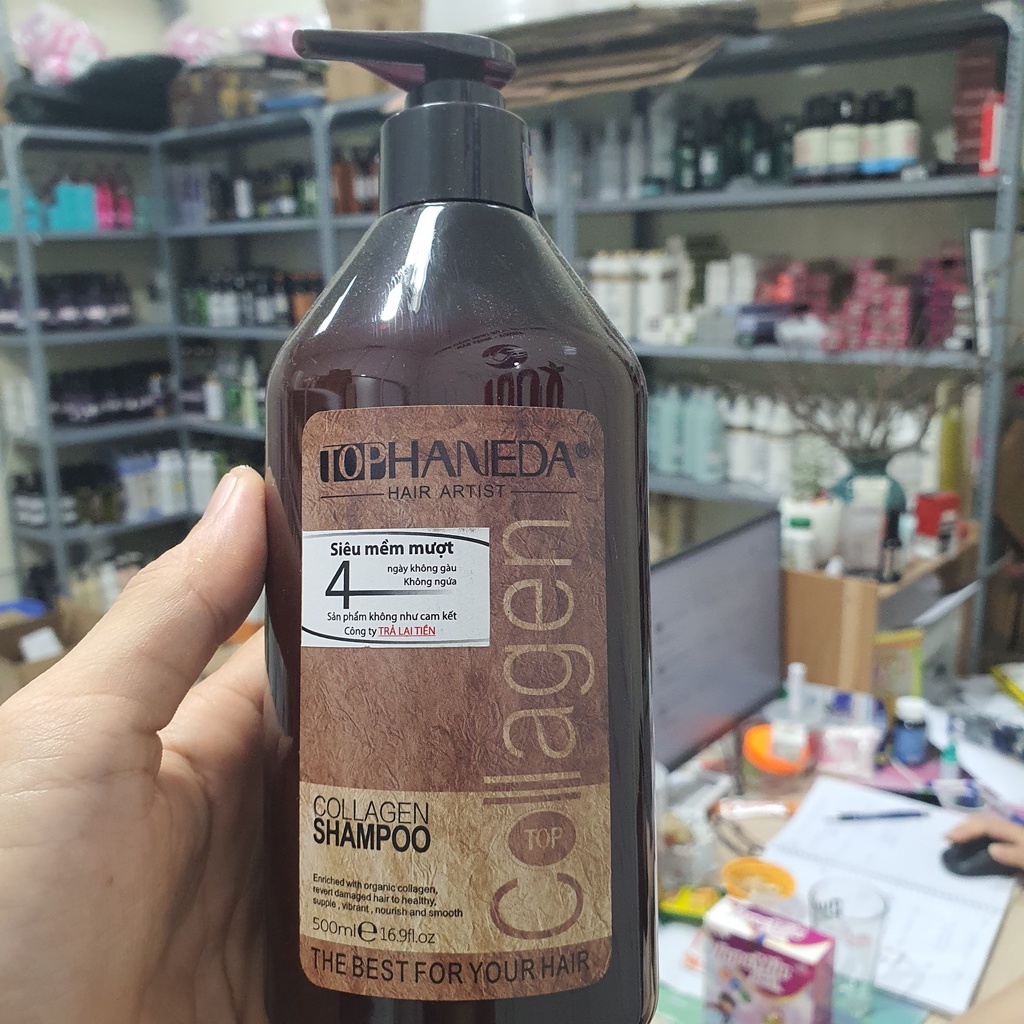 TOPHANEDA®
HAIR ARTIST
Siêu mềm mượt
4
ngày không gàu
Không ngứa
Sản phẩm không như cam kết
Công ty TRẢ LẠI TIỀN
Collagen
TOP
COLLAGEN
SHAMPOO
Enriched with organic collagen,
revert damaged hair to healthy,
supple , vibrant , nourish and smooth
500ml℮16.9fl.oz
THE BEST FOR YOUR HAIR